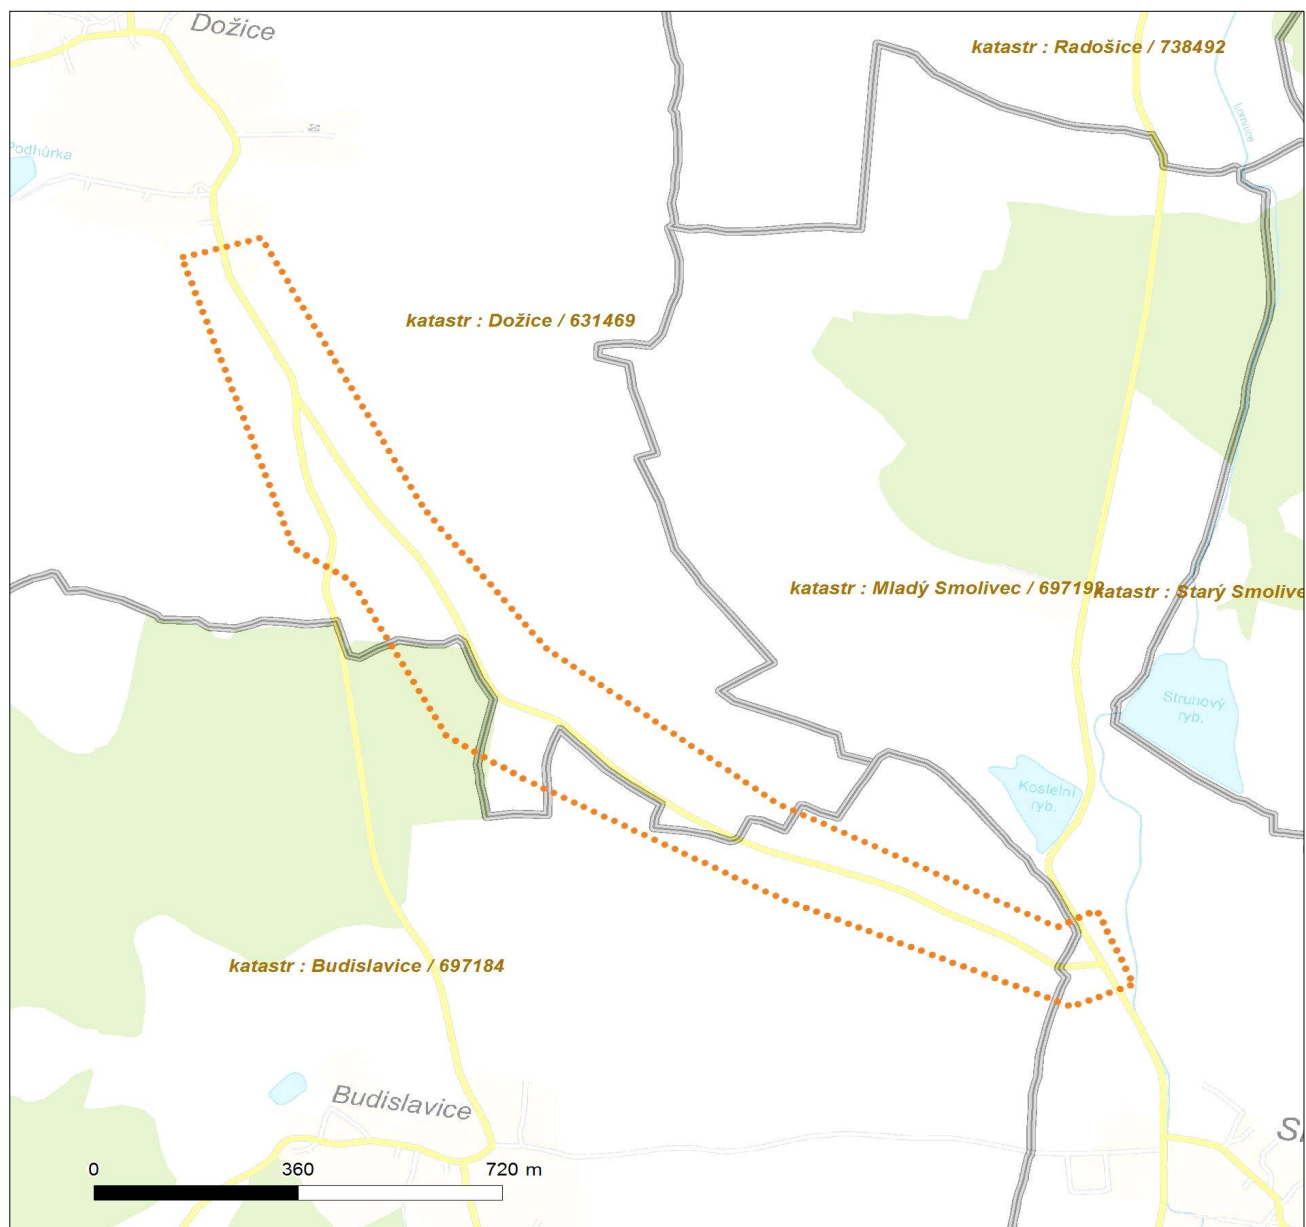 Dožice
katastr : Radošice / 738492
Lomnice
Podhůrka
katastr : Dožice / 631469
katastr : Mladý Smolivec / 697192
katastr : Starý Smolive
Struhový
ryb.
Kostelní
ryb.
katastr : Budislavice / 697184
Budislavice
0 360 720 m